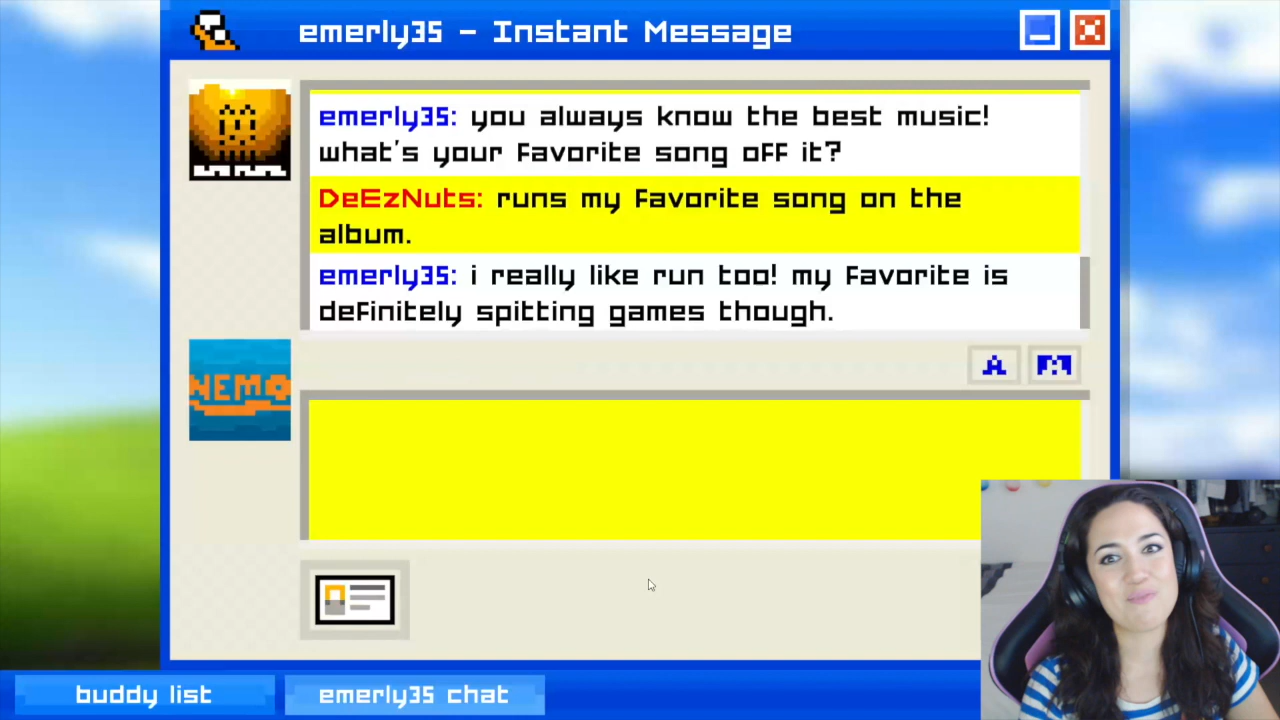 emerly35 - Instant Message
emerly35: you always know the best music!
what's your favorite song off it?
DeEzNuts: runs my favorite song on the
album.
emerly35: i really like run too! my favorite is
definitely spitting games though.
A
NEMO
buddy list
emerly35 chat